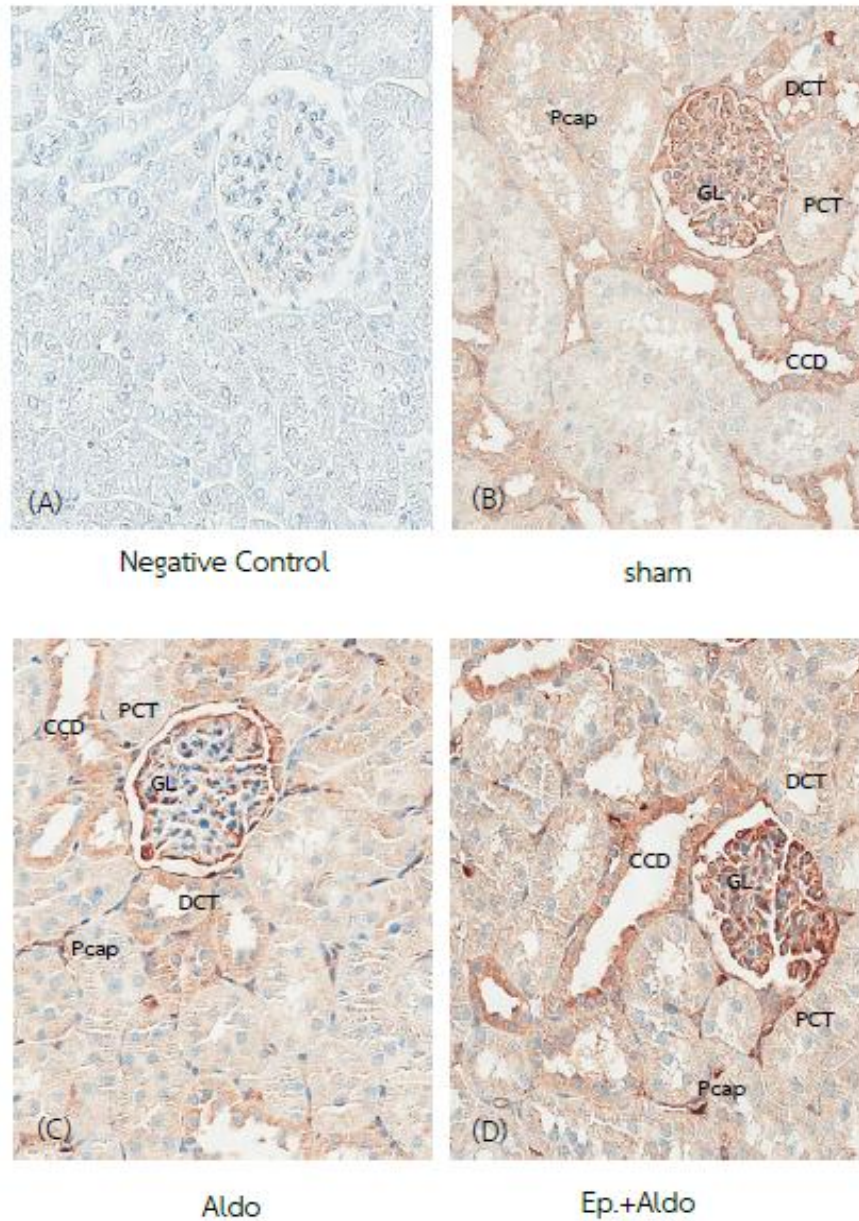 (A)
Negative Control
DCT
Pcap
GL
PCT
CCD
(B)
sham
PCT
CCD
GL
DCT
Pcap
(C)
Aldo
DCT
CCD
GL
PCT
Pcap
(D)
Ep.+Aldo